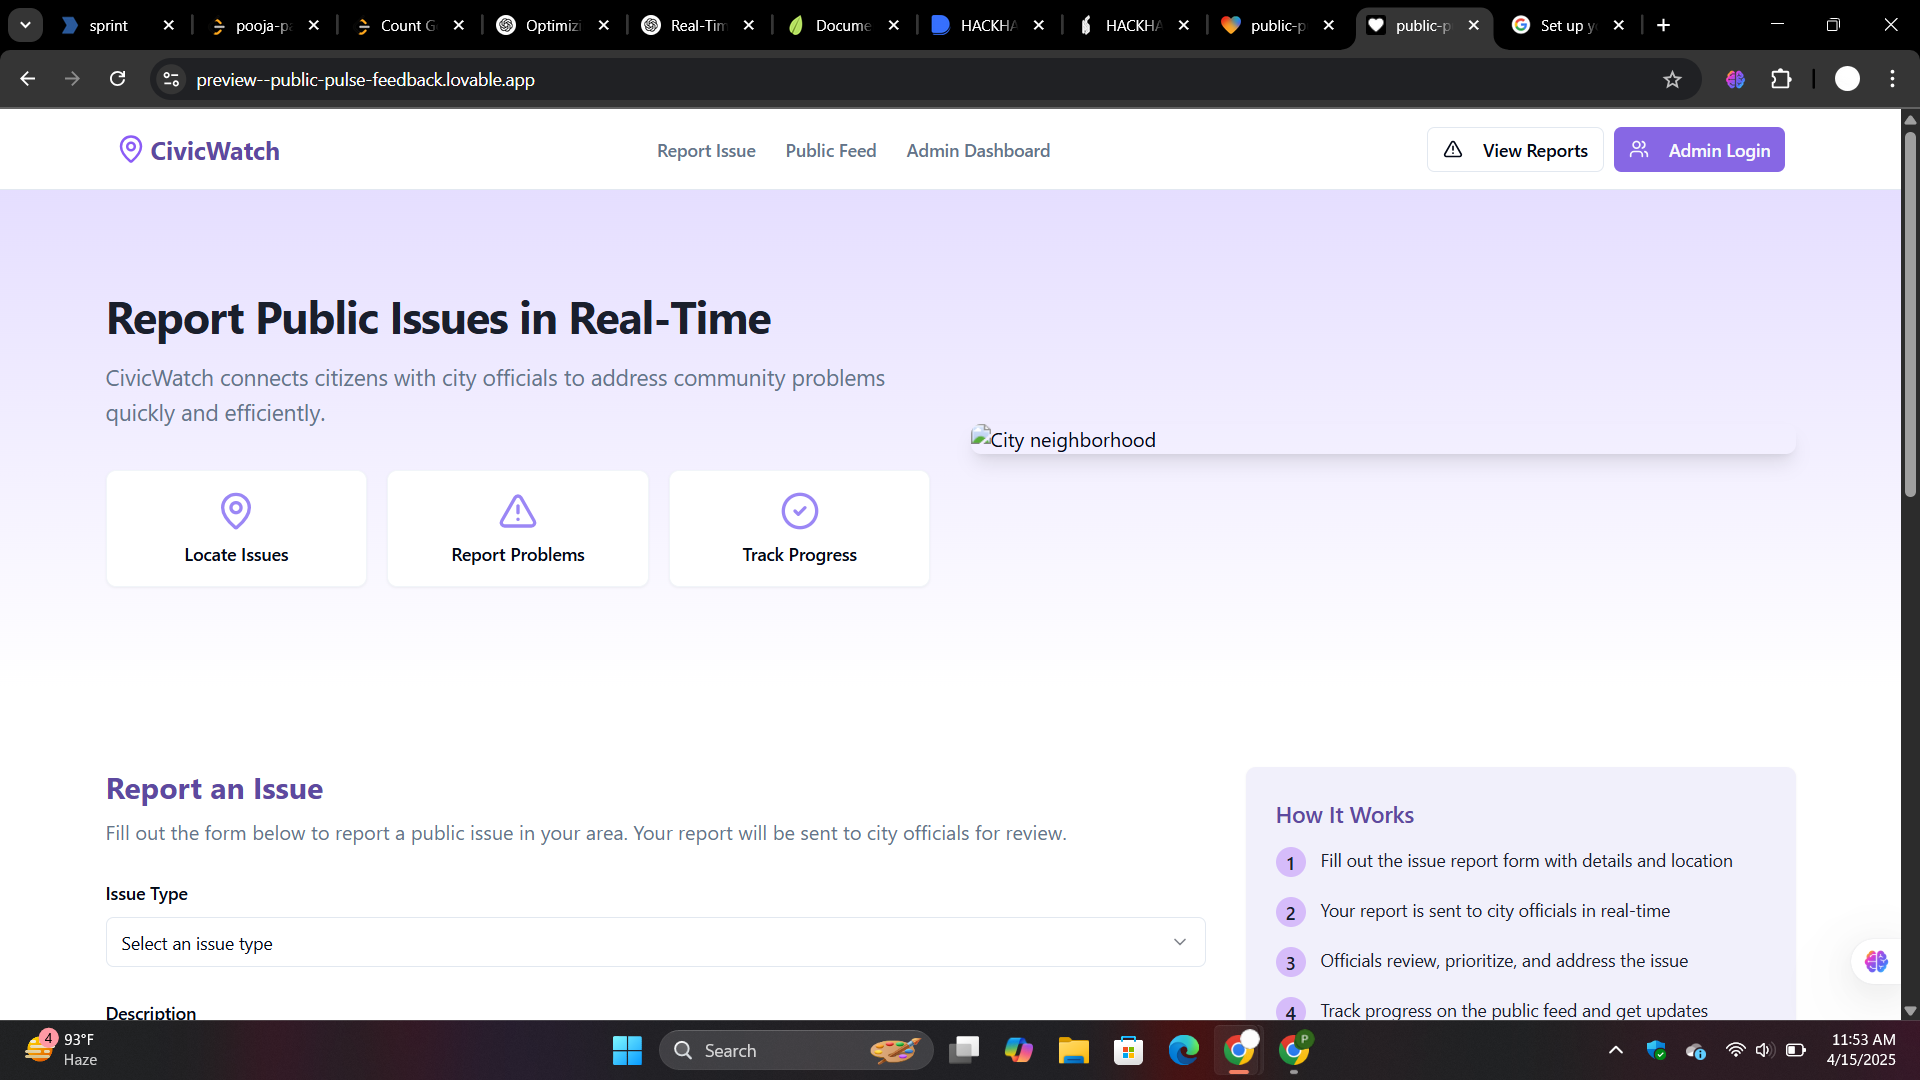 sprint
pooja-pa
Count G
Optimizi
Real-Tim
Docume
HACKHA
HACKHA
public-p
public-p
Set up y
preview--public-pulse-feedback.lovable.app
CivicWatch
Report Issue
Public Feed
Admin Dashboard
View Reports
Admin Login
Report Public Issues in Real-Time
CivicWatch connects citizens with city officials to address community problems
quickly and efficiently.
City neighborhood
Locate Issues
Report Problems
Track Progress
Report an Issue
Fill out the form below to report a public issue in your area. Your report will be sent to city officials for review.
Issue Type
Select an issue type
Description
How It Works
1 Fill out the issue report form with details and location
2 Your report is sent to city officials in real-time
3 Officials review, prioritize, and address the issue
4 Track progress on the public feed and get updates
4
93°F
Haze
Search
P
11:53 AM
4/15/2025